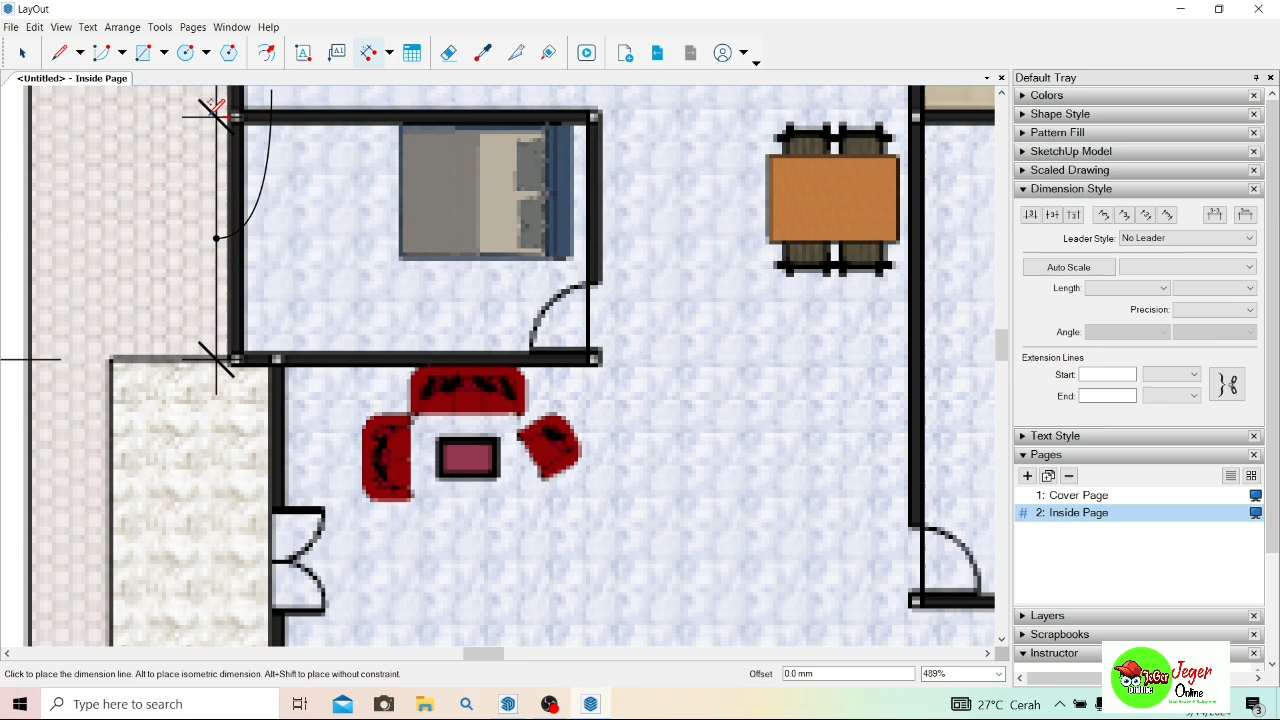 LayOut
File Edit View Text Arrange Tools Pages Window Help
<Untitled> - Inside Page
Default Tray
Colors
Shape Style
Pattern Fill
SketchUp Model
Scaled Drawing
Dimension Style
Leader Style: No Leader
Auto Scale
Length:
Precision:
Angle:
Extension Lines
Start:
End:
Text Style
Pages
1: Cover Page
# 2: Inside Page
Layers
Scrapbooks
Instructor
Click to place the dimension line. Alt to place isometric dimension. Alt+Shift to place without constraint.
Offset 0.0 mm 489%
Jeger
Online
Type here to search
27°C Cerah
3